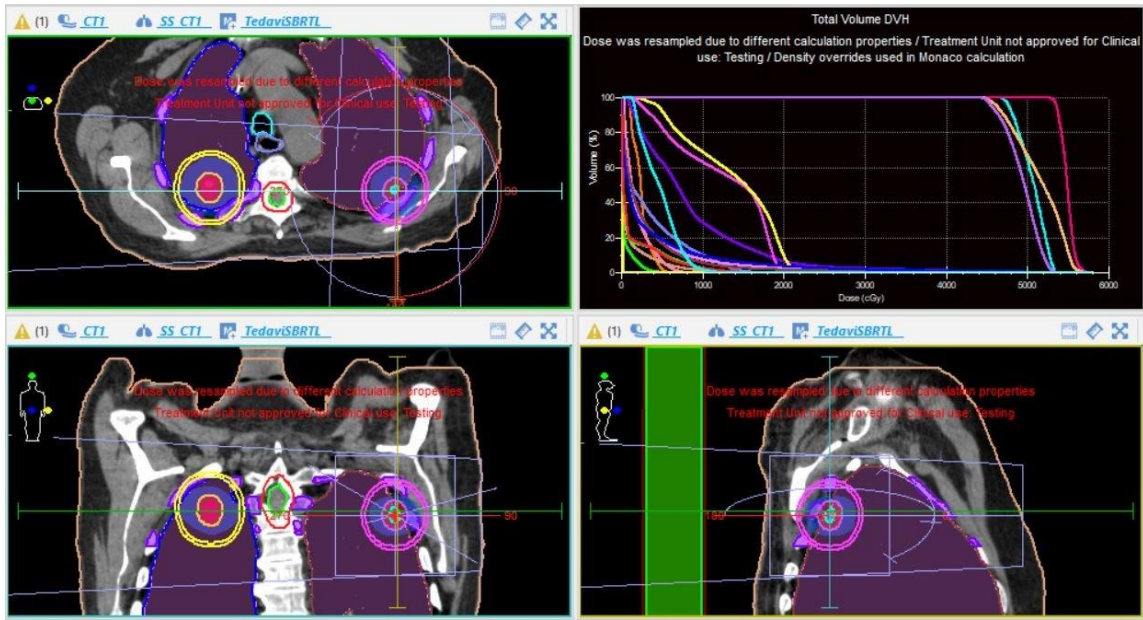 (1) CT1 SS_CT1 TedaviSBRTL
Dose was resampled due to different calculation properties
Treatment Unit not approved for Clinical use: Testing
90
Total Volume DVH
Dose was resampled due to different calculation properties / Treatment Unit not approved for Clinical
use: Testing / Density overrides used in Monaco calculation
Volume (%)
100
80
60
40
20
0
0 1000 2000 3000 4000 5000 6000
Dose (cGy)
(1) CT1 SS_CT1 TedaviSBRTL
Dose was resampled due to different calculation properties
Treatment Unit not approved for Clinical use: Testing
90
(1) CT1 SS_CT1 TedaviSBRTL
Dose was resampled due to different calculation properties
Treatment Unit not approved for Clinical use: Testing
180